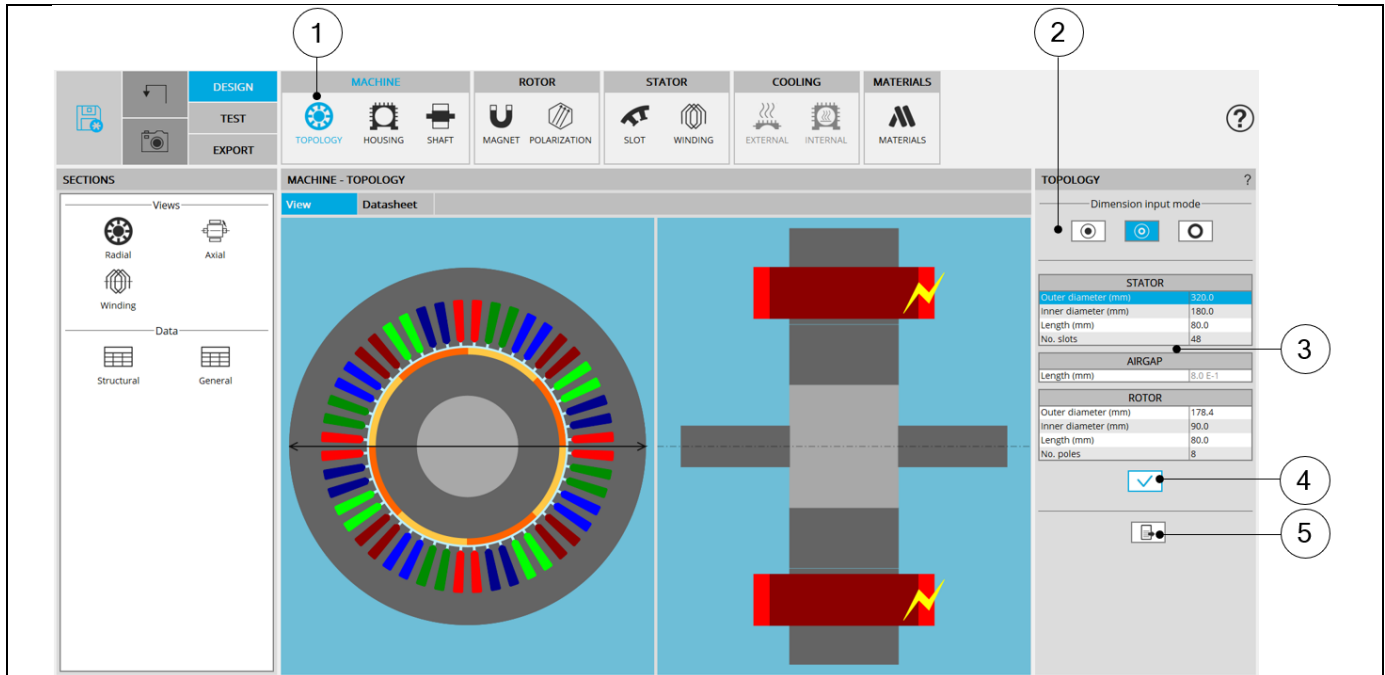 1
2
DESIGN
TEST
EXPORT
MACHINE
TOPOLOGY
HOUSING
SHAFT
ROTOR
MAGNET
POLARIZATION
STATOR
SLOT
WINDING
COOLING
EXTERNAL
INTERNAL
MATERIALS
MATERIALS
?
SECTIONS
Views
Radial
Axial
Winding
Data
Structural
General
MACHINE - TOPOLOGY
View
Datasheet
TOPOLOGY ?
Dimension input mode
STATOR
Outer diameter (mm) 320.0
Inner diameter (mm) 180.0
Length (mm) 80.0
No. slots 48
3
AIRGAP
Length (mm) 8.0 E-1
ROTOR
Outer diameter (mm) 178.4
Inner diameter (mm) 90.0
Length (mm) 80.0
No. poles 8
4
5